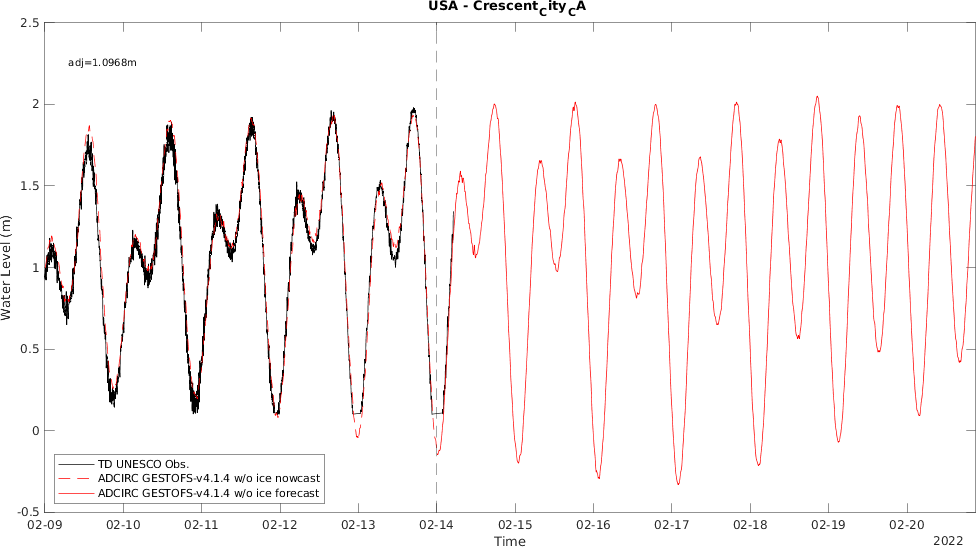 USA - Crescent_City_CA
adj=1.0968m
Water Level (m)
2.5
2
1.5
1
0.5
0
-0.5
TD UNESCO Obs.
ADCIRC GESTOFS-v4.1.4 w/o ice nowcast
ADCIRC GESTOFS-v4.1.4 w/o ice forecast
02-09 02-10 02-11 02-12 02-13 02-14 02-15 02-16 02-17 02-18 02-19 02-20
Time
2022